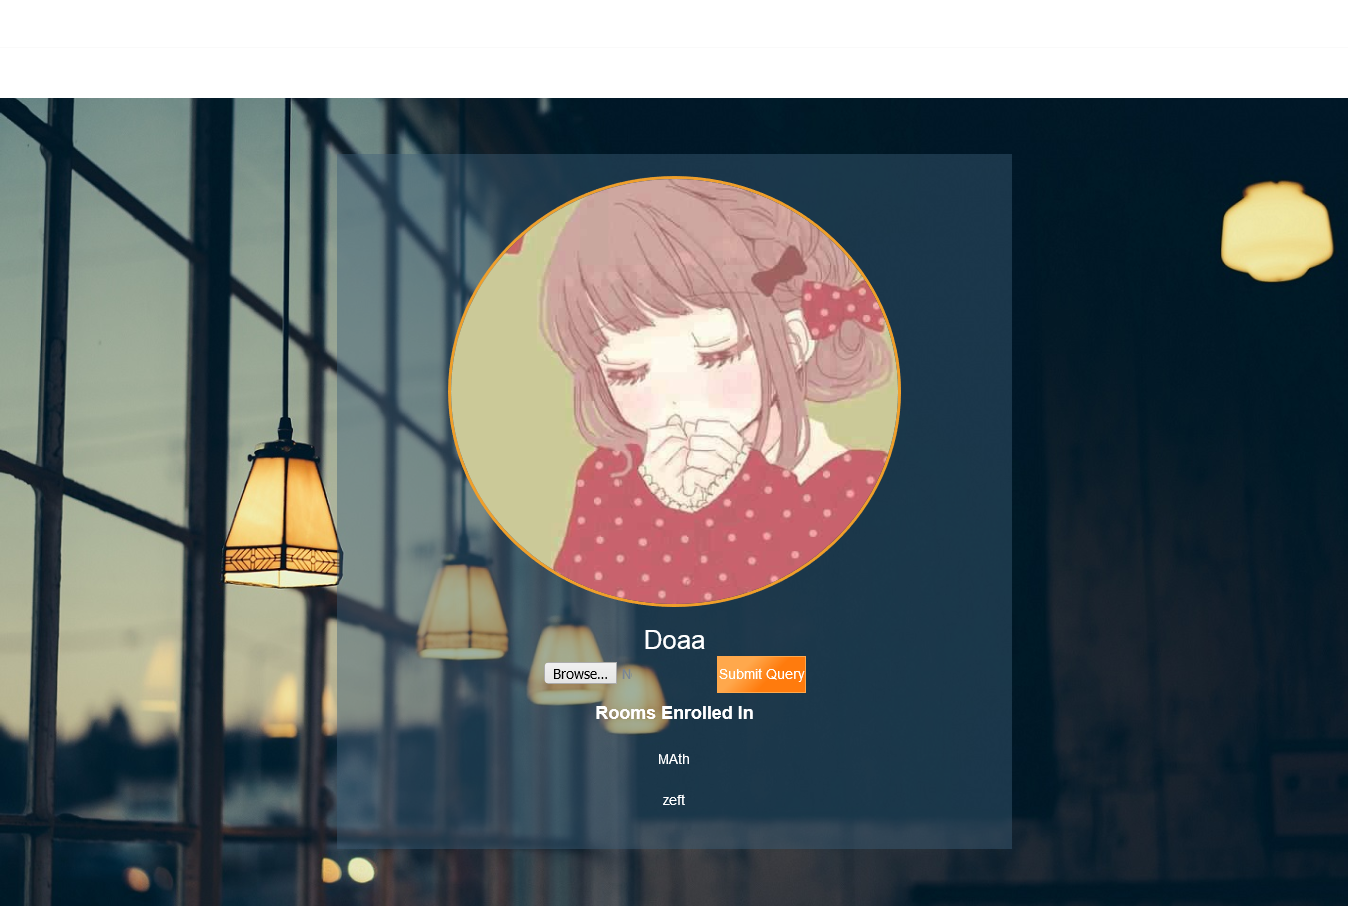 Doaa
Browse... N Submit Query
Rooms Enrolled In
MAth
zeft